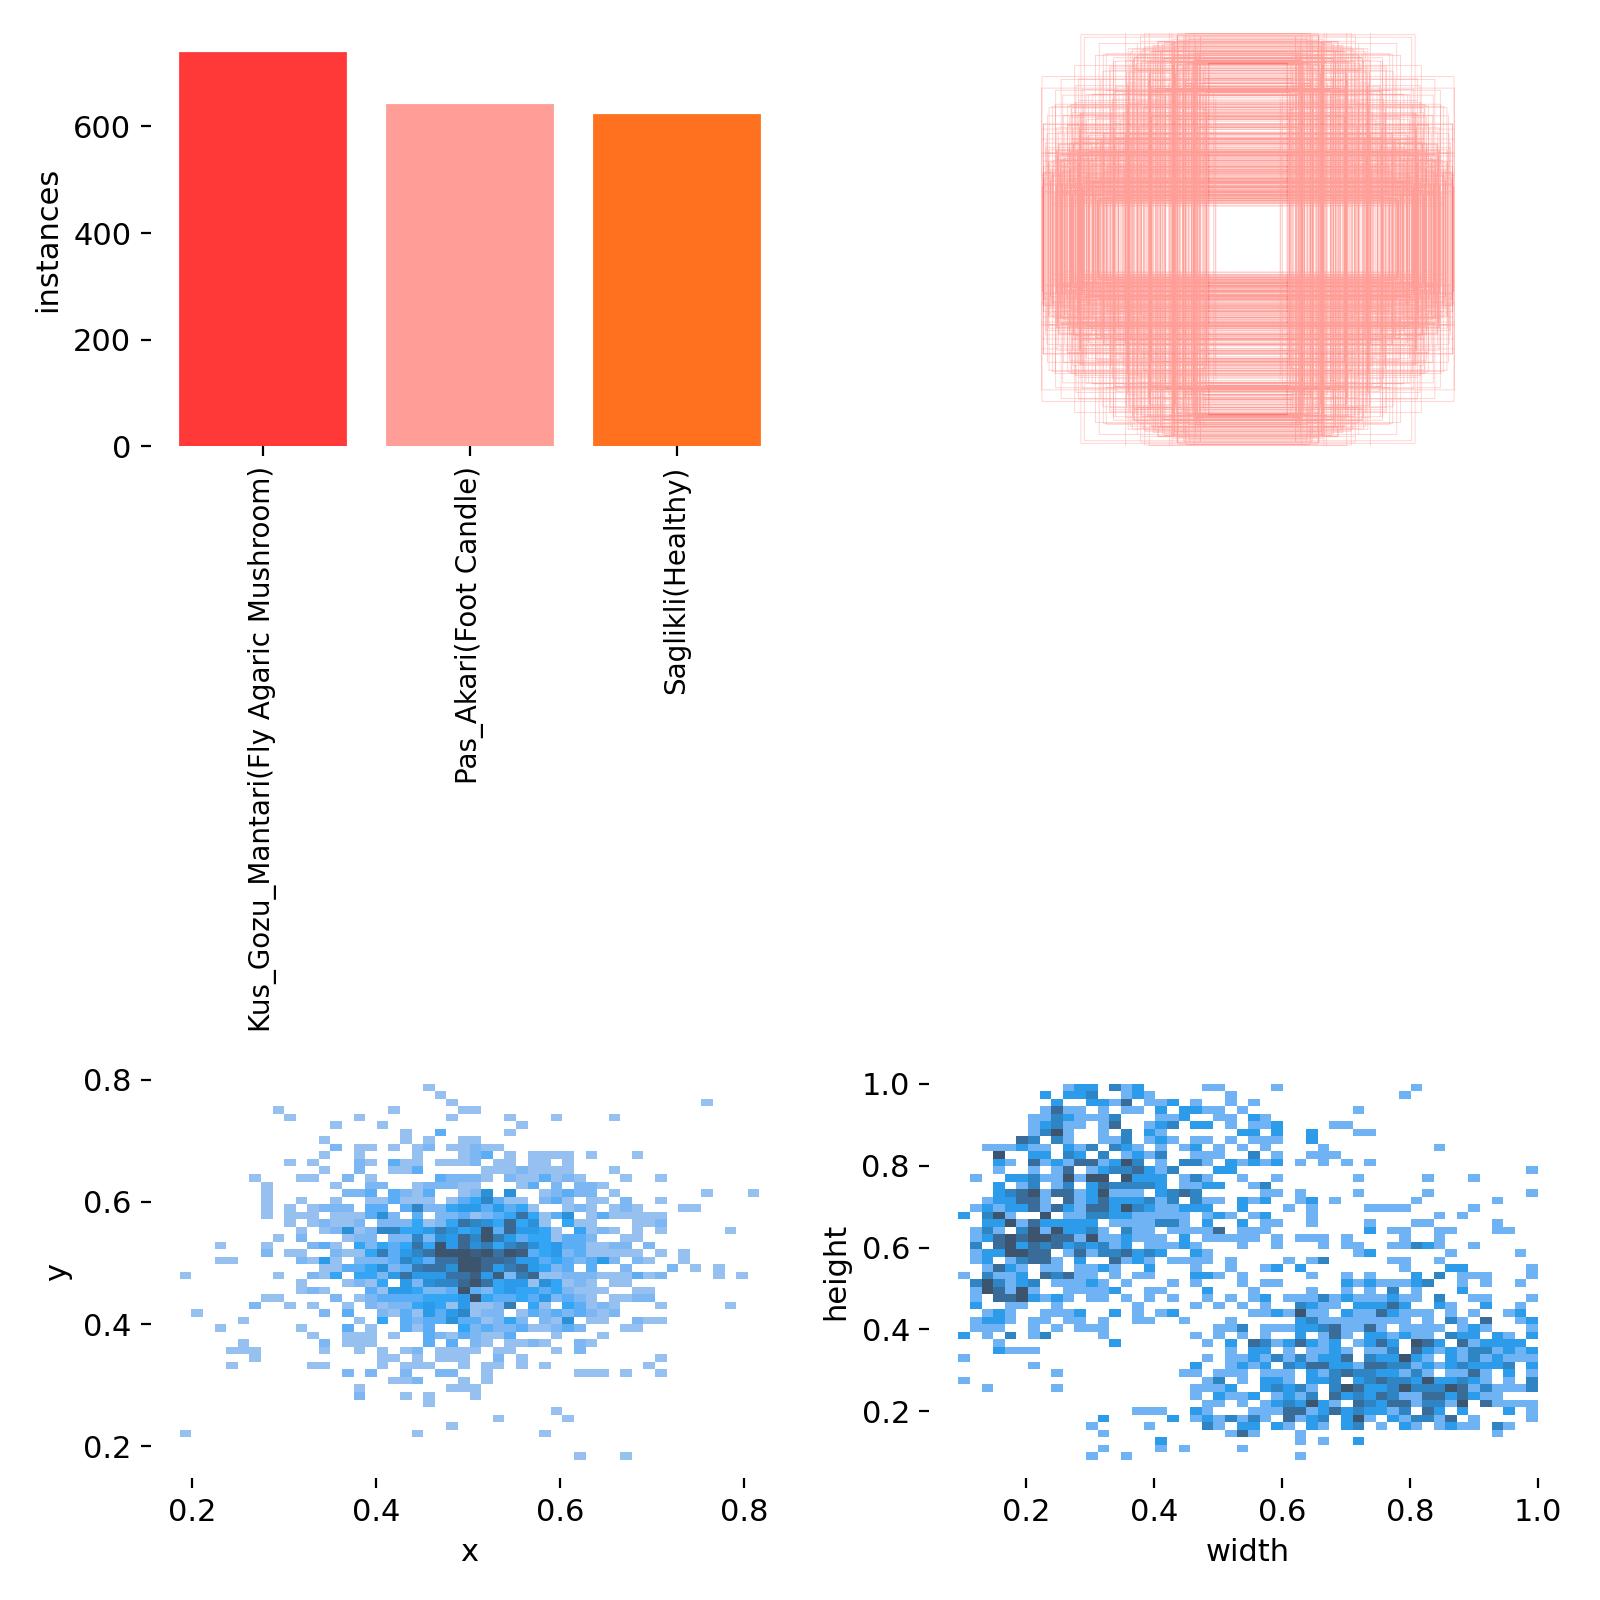 instances
600
400
200
0
Kus_Gozu_Mantari(Fly Agaric Mushroom)
Pas_Akari(Foot Candle)
Saglikli(Healthy)
y
0.8
0.6
0.4
0.2
0.2 0.4 0.6 0.8
x
height
1.0
0.8
0.6
0.4
0.2
0.2 0.4 0.6 0.8 1.0
width